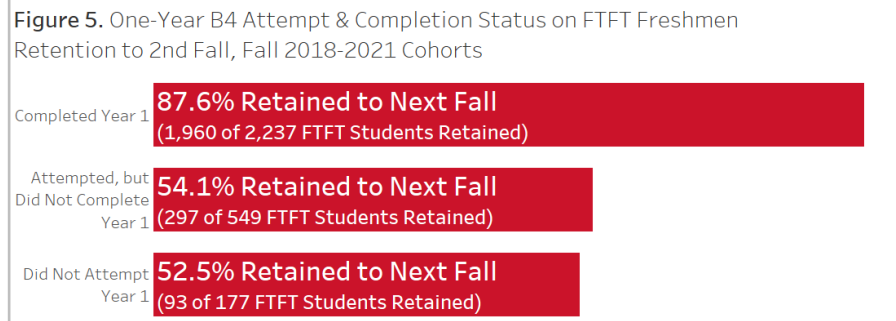 Figure 5. One-Year B4 Attempt & Completion Status on FTFT Freshmen
Retention to 2nd Fall, Fall 2018-2021 Cohorts
Completed Year 1
87.6% Retained to Next Fall
(1,960 of 2,237 FTFT Students Retained)
Attempted, but
Did Not Complete
Year 1
54.1% Retained to Next Fall
(297 of 549 FTFT Students Retained)
Did Not Attempt
Year 1
52.5% Retained to Next Fall
(93 of 177 FTFT Students Retained)